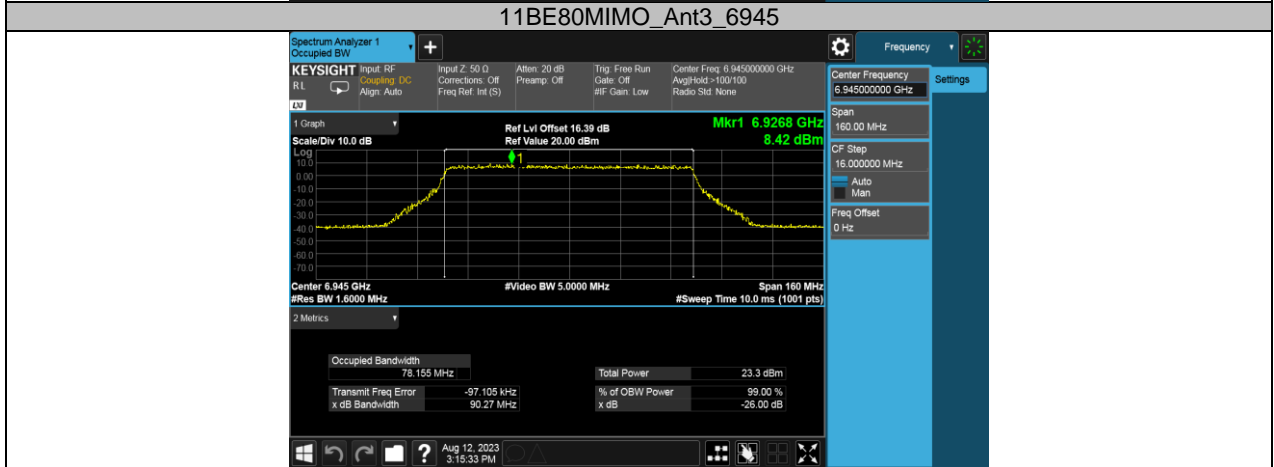 11BE80MIMO_Ant3_6945
Spectrum Analyzer 1
Occupied BW
Frequency
KEYSIGHT
Input: RF
Input Z: 50 Ω
Atten: 20 dB
Trig: Free Run
Center Freq: 6.945000000 GHz
RL
Coupling: DC
Corrections: Off
Preamp: Off
Gate: Off
Avg|Hold:>100/100
Align: Auto
Freq Ref: Int (S)
#IF Gain: Low
Radio Std: None
LXI
Center Frequency
6.945000000 GHz
Settings
Span
160.00 MHz
CF Step
16.000000 MHz
Auto
Man
Freq Offset
0 Hz
1 Graph
Ref Lvl Offset 16.39 dB
Mkr1 6.9268 GHz
Scale/Div 10.0 dB
Ref Value 20.00 dBm
8.42 dBm
Log
1
10.0
0.00
-10.0
-20.0
-30.0
-40.0
-50.0
-60.0
-70.0
Center 6.945 GHz
#Video BW 5.0000 MHz
Span 160 MHz
#Res BW 1.6000 MHz
#Sweep Time 10.0 ms (1001 pts)
2 Metrics
Occupied Bandwidth
78.155 MHz
Total Power
23.3 dBm
Transmit Freq Error
-97.105 kHz
% of OBW Power
99.00 %
x dB Bandwidth
90.27 MHz
x dB
-26.00 dB
?
Aug 12, 2023
3:15:33 PM